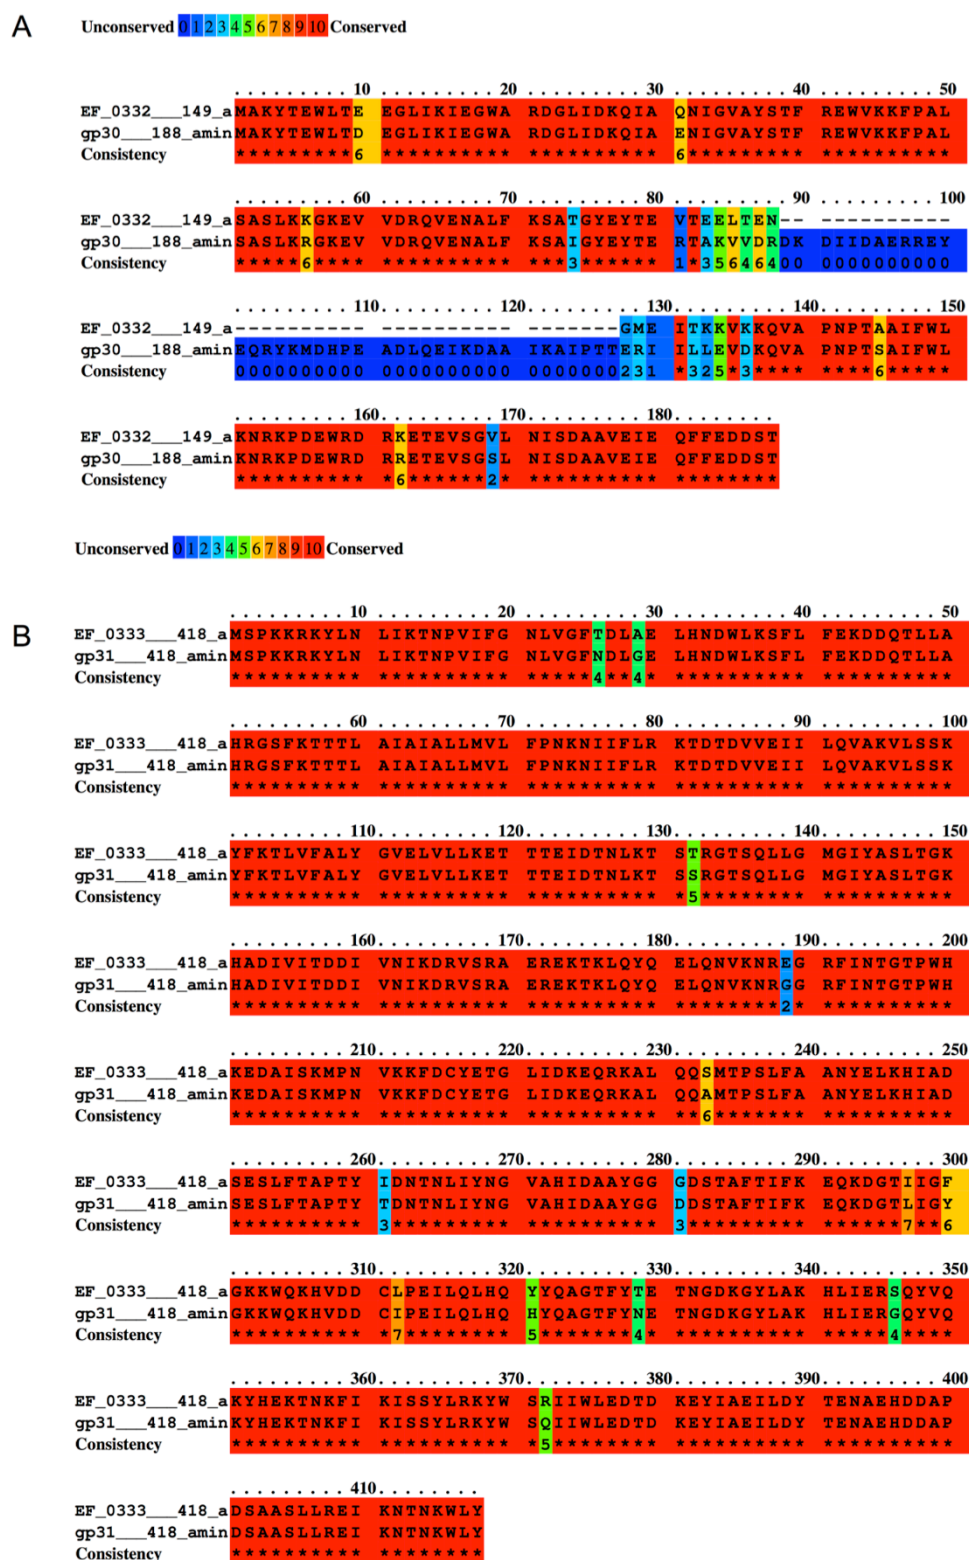 A
Unconserved 0 1 2 3 4 5 6 7 8 9 10 Conserved
.........10.........20.........30.........40.........50
EF_0332___149_a MAKYTEWLTE EGLIKIEGWA RDGLIDKQIA QNIGVAYSTF REWVKKFPAL
gp30___188_amin MAKYTEWLTD EGLIKIEGWA RDGLIDKQIA ENIGVAYSTF REWVKKFPAL
Consistency *********6 ********** ********** 6********* **********
.........60.........70.........80.........90.........100
EF_0332___149_a SASLKKGKEV VDRQVENALF KSATGYEYTE VTEELTEN-- ----------
gp30___188_amin SASLKRGKEV VDRQVENALF KSAIGYEYTE RTAKVVDRDK DIIDAERREY
Consistency *****6**** ********** ***3****** 1*35646400 0000000000
.........110.........120.........130.........140.........150
EF_0332___149_a ---------- ---------- -------GME ITKKVKKQVA PNPTAAIFWL
gp30___188_amin EQRYKMDHPE ADLQEIKDAA IKAIPTTERI ILLEVDKQVA PNPTSAIFWL
Consistency 0000000000 0000000000 0000000231 *325*3**** ****6*****
.........160.........170.........180........
EF_0332___149_a KNRKPDEWRD RKETEVSGVL NISDAAVEIE QFFEDDST
gp30___188_amin KNRKPDEWRD RRETEVSGSL NISDAAVEIE QFFEDDST
Consistency ********** *6******2* ********** ********
Unconserved 0 1 2 3 4 5 6 7 8 9 10 Conserved
B
.........10.........20.........30.........40.........50
EF_0333___418_a MSPKKRKYLN LIKTNPVIFG NLVGFTDLAE LHNDWLKSFL FEKDDQTLLA
gp31___418_amin MSPKKRKYLN LIKTNPVIFG NLVGFNDLGE LHNDWLKSFL FEKDDQTLLA
Consistency ********** ********** *****4**4* ********** **********
.........60.........70.........80.........90.........100
EF_0333___418_a HRGSFKTTTL AIAIALLMVL FPNKNIIFLR KTDTDVVEII LQVAKVLSSK
gp31___418_amin HRGSFKTTTL AIAIALLMVL FPNKNIIFLR KTDTDVVEII LQVAKVLSSK
Consistency ********** ********** ********** ********** **********
.........110.........120.........130.........140.........150
EF_0333___418_a YFKTLVFALY GVELVLLKET TTEIDTNLKT STRGTSQLLG MGIYASLTGK
gp31___418_amin YFKTLVFALY GVELVLLKET TTEIDTNLKT SSRGTSQLLG MGIYASLTGK
Consistency ********** ********** ********** *5******** **********
.........160.........170.........180.........190.........200
EF_0333___418_a HADIVITDDI VNIKDRVSRA EREKTKLQYQ ELQNVKNREG RFINTGTPWH
gp31___418_amin HADIVITDDI VNIKDRVSRA EREKTKLQYQ ELQNVKNRGG RFINTGTPWH
Consistency ********** ********** ********** ********2* **********
.........210.........220.........230.........240.........250
EF_0333___418_a KEDAISKMPN VKKFDCYETG LIDKEQRKAL QQSMTPSLFA ANYELKHIAD
gp31___418_amin KEDAISKMPN VKKFDCYETG LIDKEQRKAL QQAMTPSLFA ANYELKHIAD
Consistency ********** ********** ********** **6******* **********
.........260.........270.........280.........290.........300
EF_0333___418_a SESLFTAPTY IDNTNLIYNG VAHIDAAYGG GDSTAFTIFK EQKDGTIIGF
gp31___418_amin SESLFTAPTY TDNTNLIYNG VAHIDAAYGG DDSTAFTIFK EQKDGTLIGY
Consistency ********** 3********* ********** 3********* ******7**6
.........310.........320.........330.........340.........350
EF_0333___418_a GKKWQKHVDD CLPEILQLHQ YYQAGTFYTE TNGDKGYLAK HLIERSQYVQ
gp31___418_amin GKKWQKHVDD CIPEILQLHQ HYQAGTFYNE TNGDKGYLAK HLIERGQYVQ
Consistency ********** *7******** 5*******4* ********** *****4****
.........360.........370.........380.........390.........400
EF_0333___418_a KYHEKTNKFI KISSYLRKYW SRIIWLEDTD KEYIAEILDY TENAEHDDAP
gp31___418_amin KYHEKTNKFI KISSYLRKYW SQIIWLEDTD KEYIAEILDY TENAEHDDAP
Consistency ********** ********** *5******** ********** **********
.........410........
EF_0333___418_a DSAASLLREI KNTNKWLY
gp31___418_amin DSAASLLREI KNTNKWLY
Consistency ********** ********